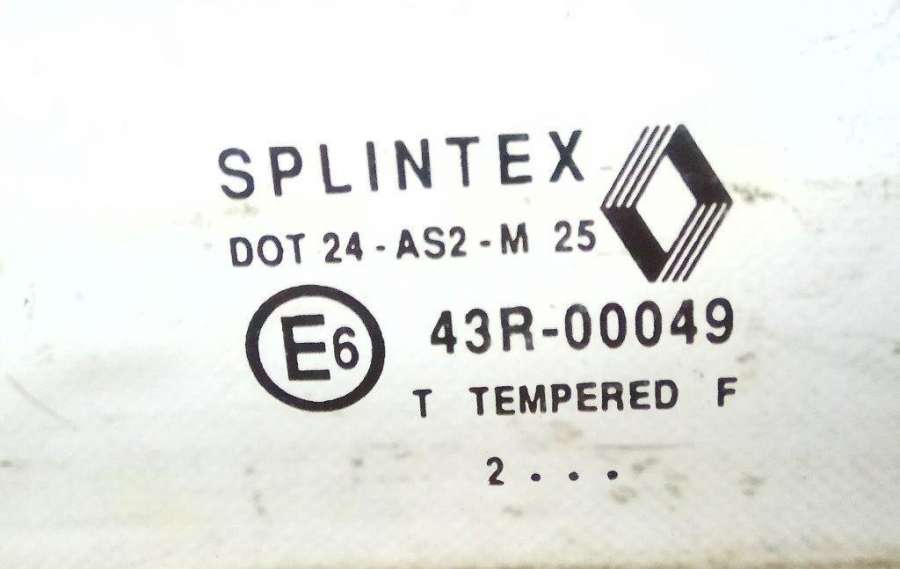 SPLINTEX
DOT 24-AS2-M 25
E6 43R-00049
T TEMPERED F
2 . . .